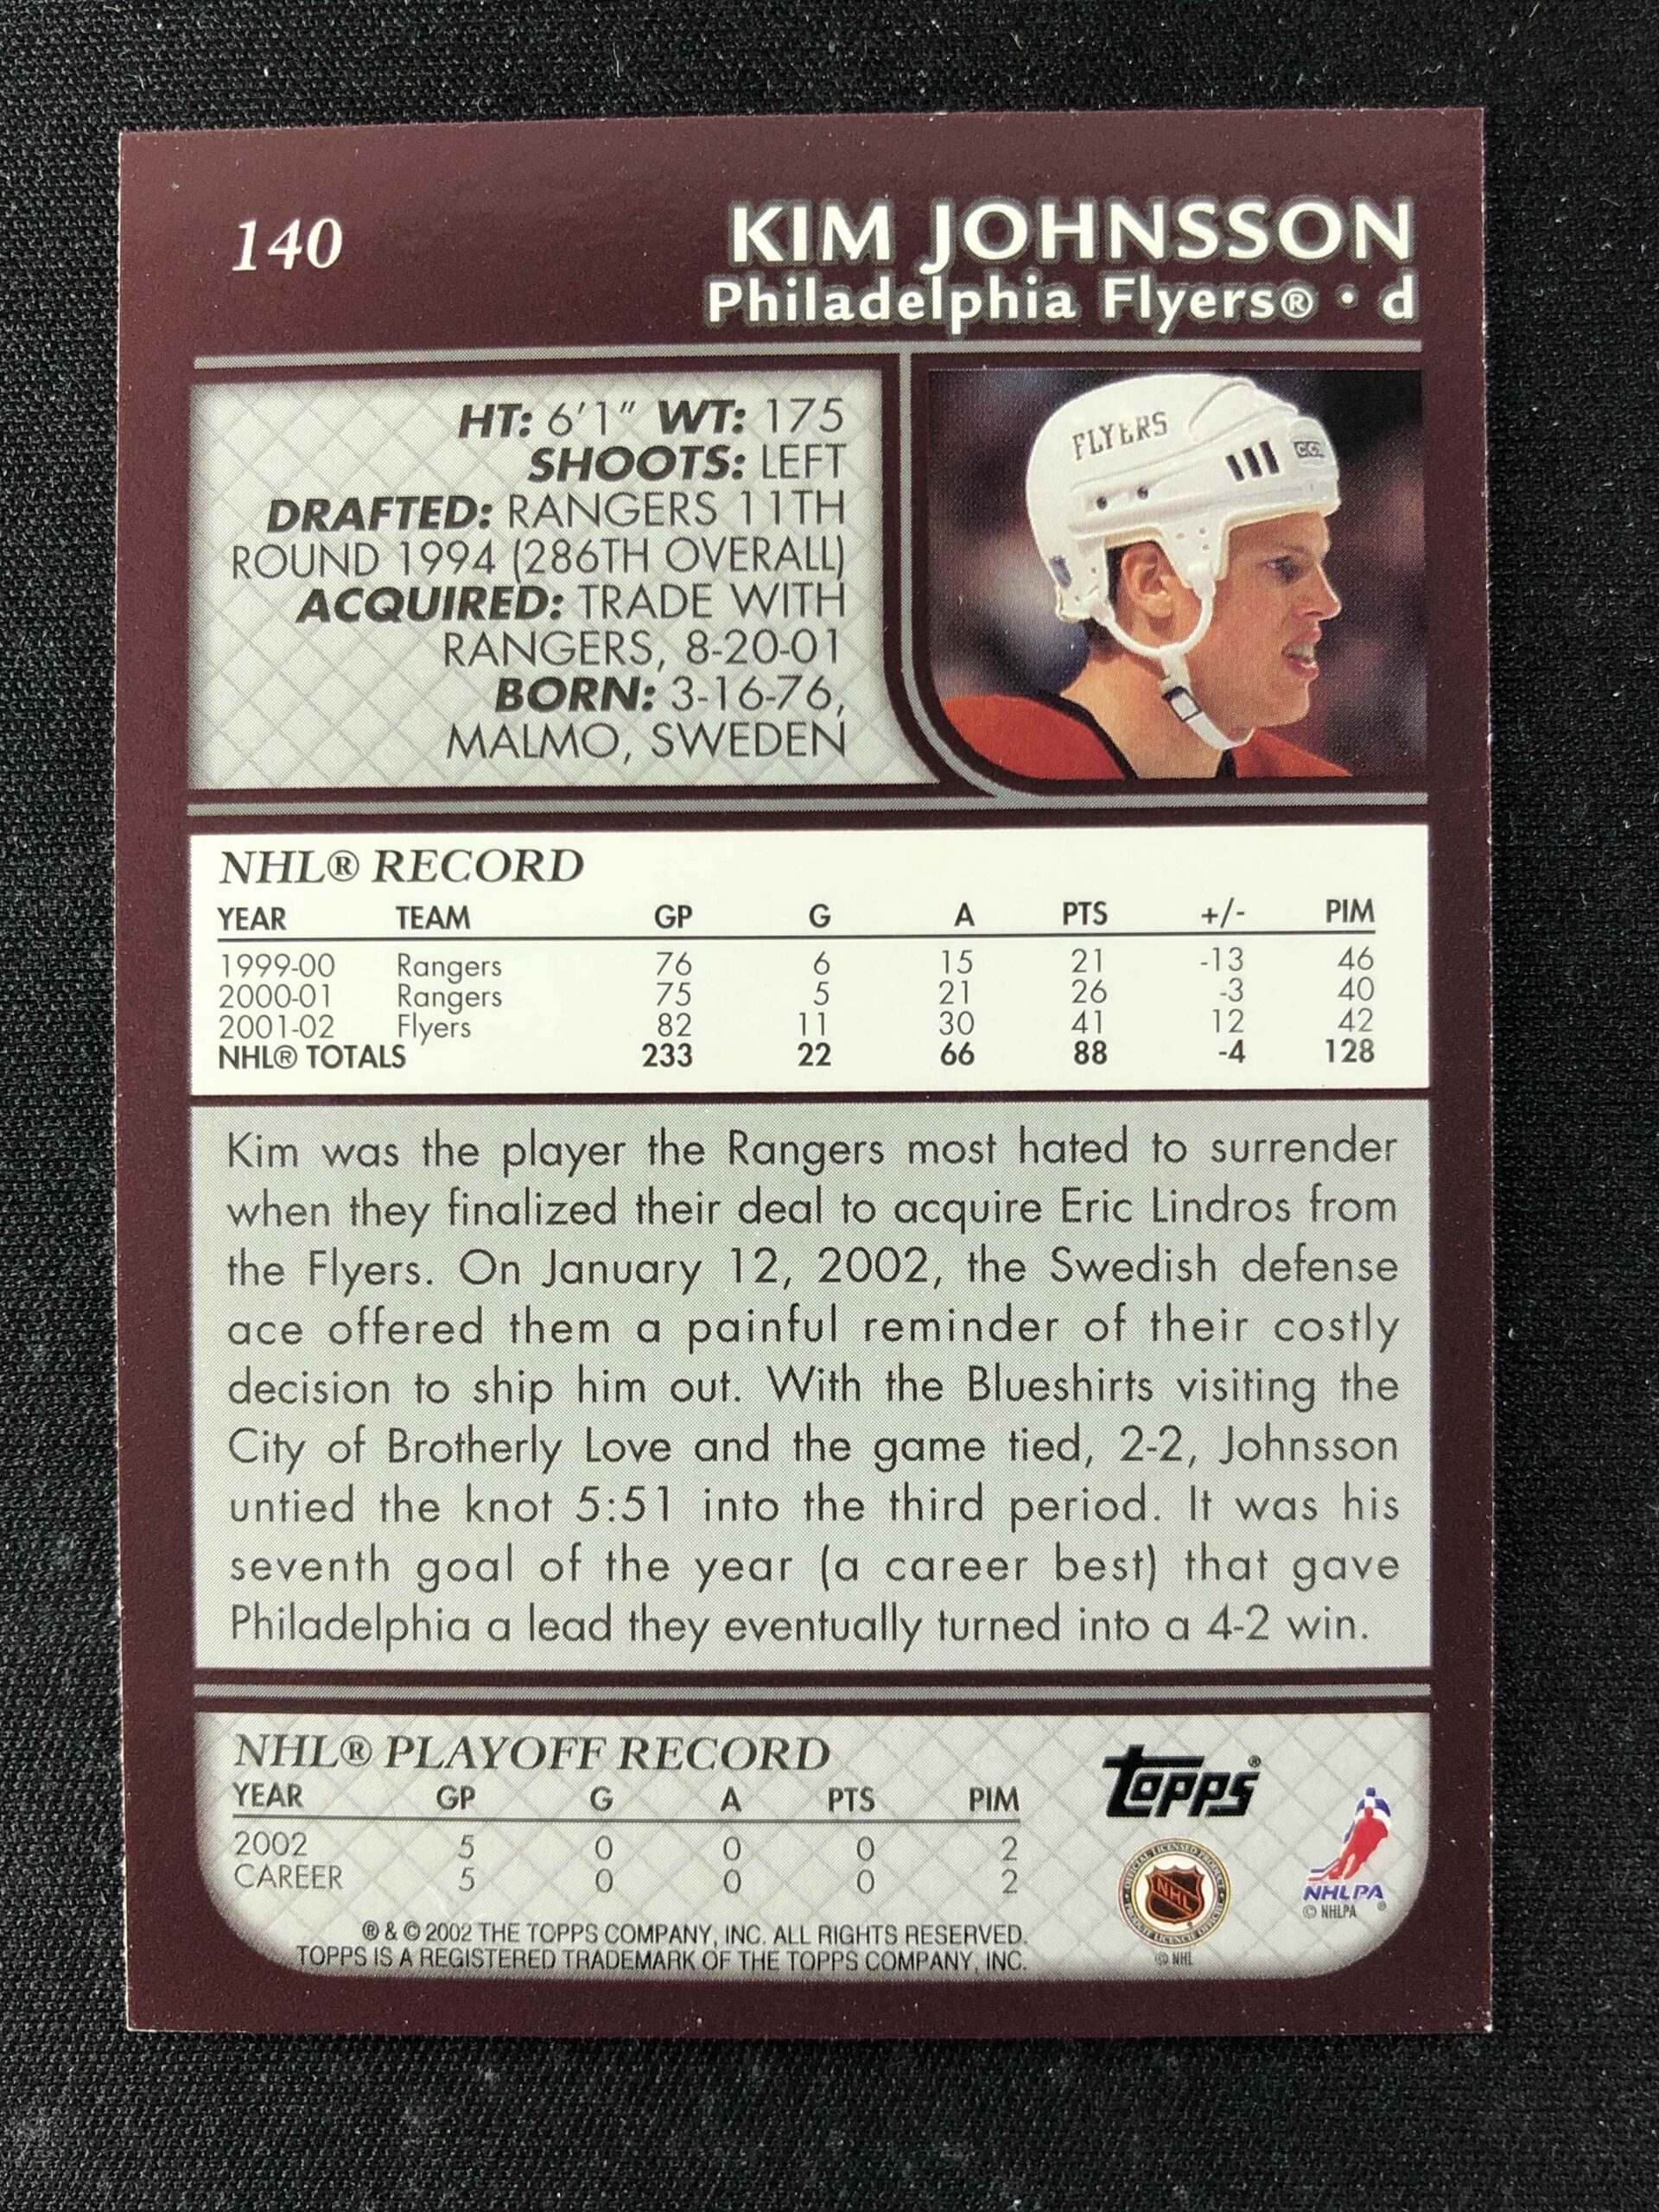 140
KIM JOHNSSON
Philadelphia Flyers® • d
HT: 6'1" WT: 175
SHOOTS: LEFT
DRAFTED: RANGERS 11TH
ROUND 1994 (286TH OVERALL)
ACQUIRED: TRADE WITH
RANGERS, 8-20-01
BORN: 3-16-76,
MALMO, SWEDEN
FLYERS
CCM
NHL® RECORD
YEAR TEAM GP G A PTS +/- PIM
1999-00 Rangers 76 6 15 21 -13 46
2000-01 Rangers 75 5 21 26 -3 40
2001-02 Flyers 82 11 30 41 12 42
NHL® TOTALS 233 22 66 88 -4 128
Kim was the player the Rangers most hated to surrender
when they finalized their deal to acquire Eric Lindros from
the Flyers. On January 12, 2002, the Swedish defense
ace offered them a painful reminder of their costly
decision to ship him out. With the Blueshirts visiting the
City of Brotherly Love and the game tied, 2-2, Johnsson
untied the knot 5:51 into the third period. It was his
seventh goal of the year (a career best) that gave
Philadelphia a lead they eventually turned into a 4-2 win.
NHL® PLAYOFF RECORD
YEAR GP G A PTS PIM
2002 5 0 0 0 2
CAREER 5 0 0 0 2
® & © 2002 THE TOPPS COMPANY, INC. ALL RIGHTS RESERVED.
TOPPS IS A REGISTERED TRADEMARK OF THE TOPPS COMPANY, INC.
Topps®
OFFICIAL LICENSED PRODUCT
NHL
© NHL
NHLPA ®
© NHLPA